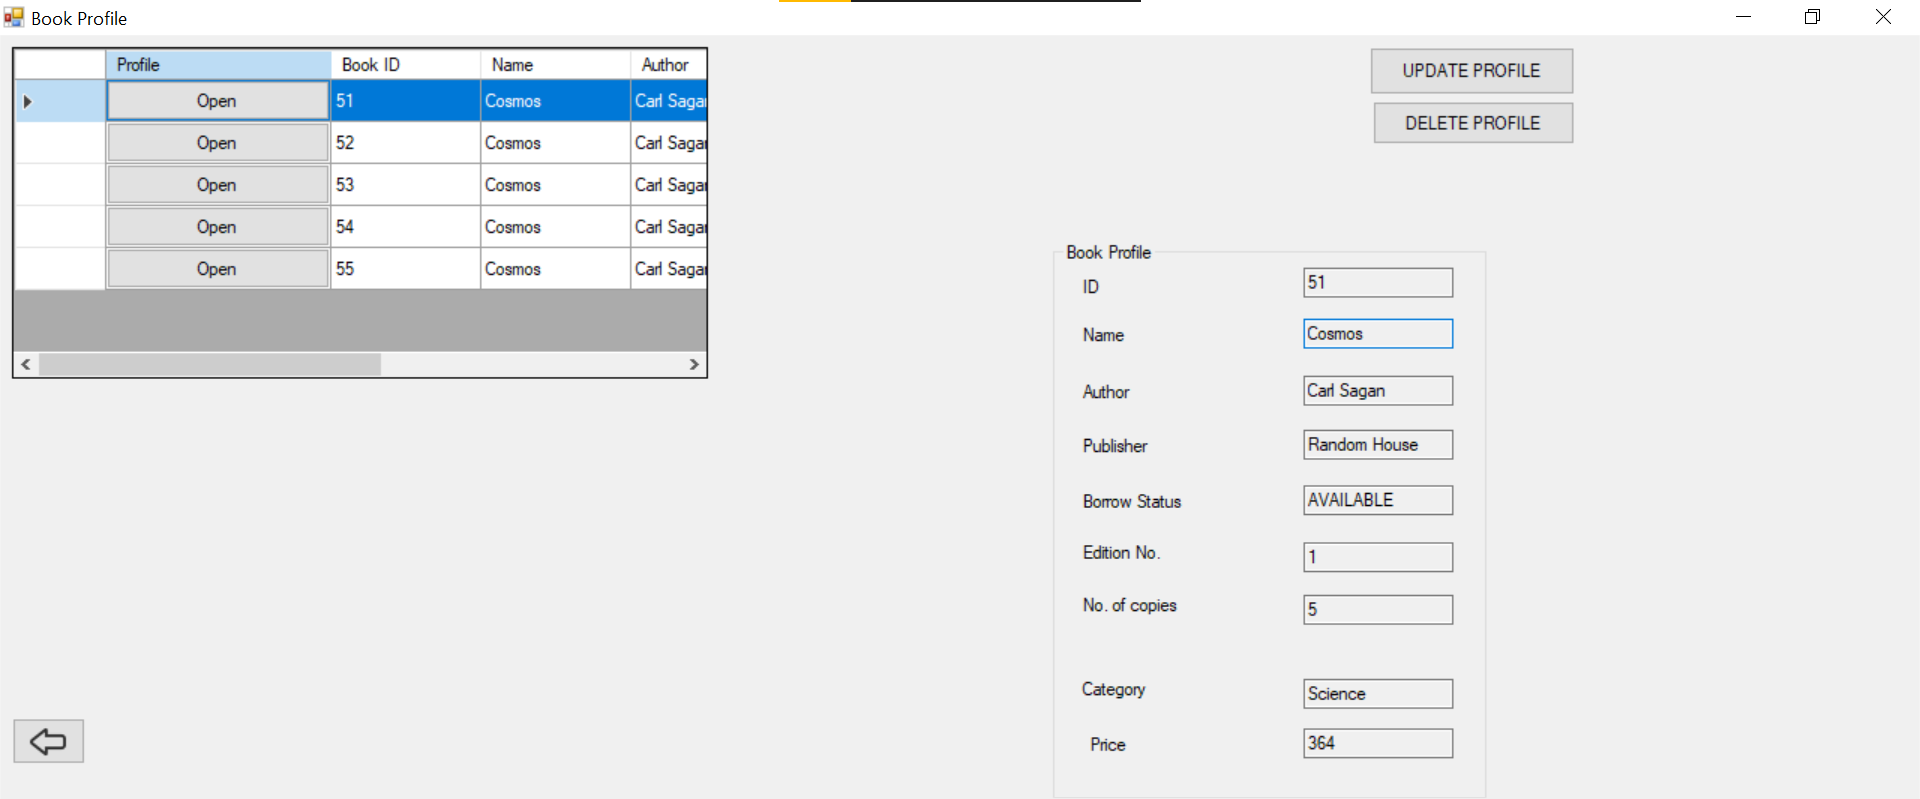 Book Profile
Profile Book ID Name Author
Open 51 Cosmos Carl Saga
Open 52 Cosmos Carl Saga
Open 53 Cosmos Carl Saga
Open 54 Cosmos Carl Saga
Open 55 Cosmos Carl Saga
UPDATE PROFILE
DELETE PROFILE
Book Profile
ID 51
Name Cosmos
Author Carl Sagan
Publisher Random House
Borrow Status AVAILABLE
Edition No. 1
No. of copies 5
Category Science
Price 364